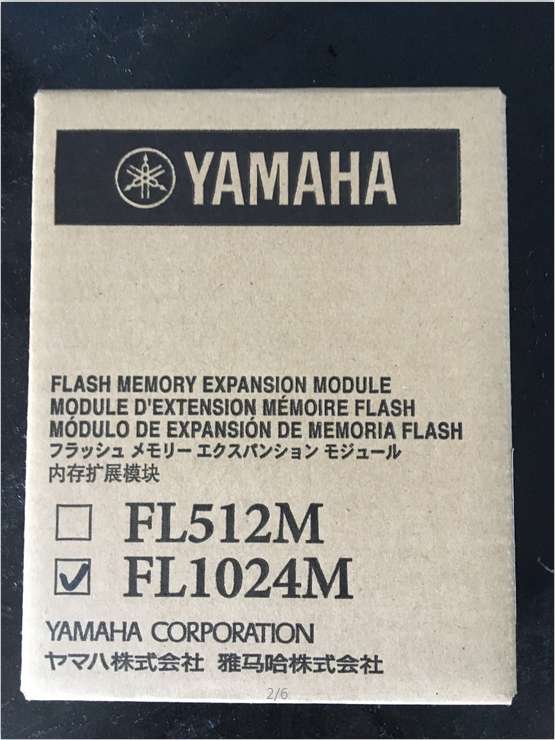 YAMAHA
FLASH MEMORY EXPANSION MODULE
MODULE D'EXTENSION MÉMOIRE FLASH
MÓDULO DE EXPANSIÓN DE MEMORIA FLASH
フラッシュ メモリー エクスパンション モジュール
内存扩展模块
FL512M
FL1024M
YAMAHA CORPORATION
ヤマハ株式会社 雅马哈株式会社
2/6